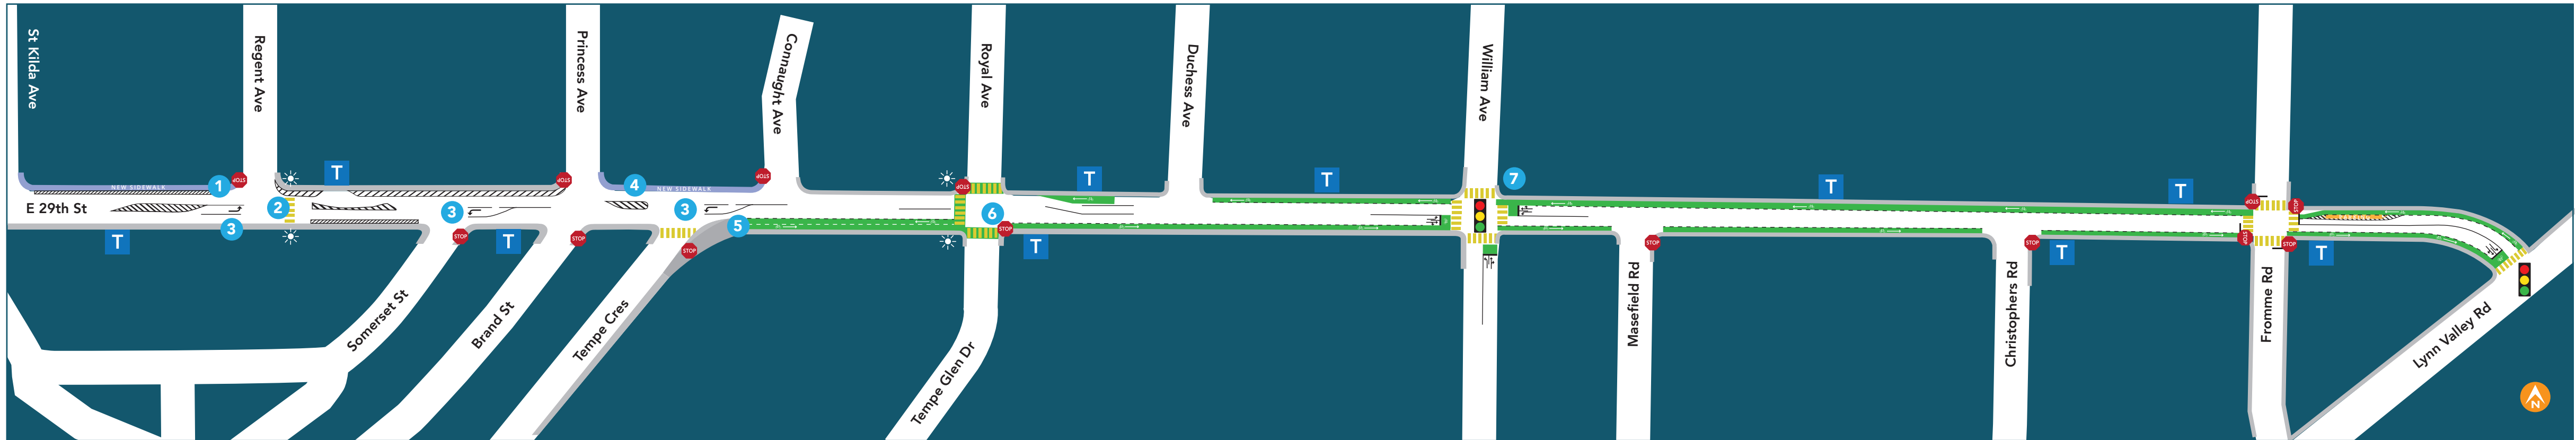 St Kilda Ave
Regent Ave
Princess Ave
Connaught Ave
Royal Ave
Duchess Ave
William Ave
T
T
T
T
T
NEW SIDEWALK
1
STOP
STOP
4
NEW SIDEWALK
STOP
STOP
7
STOP
STOP
E 29th St
2
3
3
6
3
5
T
STOP
T
STOP
STOP
STOP
T
STOP
STOP
T
STOP
STOP
T
Somerset St
Brand St
Tempe Cres
Tempe Glen Dr
Masefield Rd
Christophers Rd
Fromme Rd
Lynn Valley Rd
N